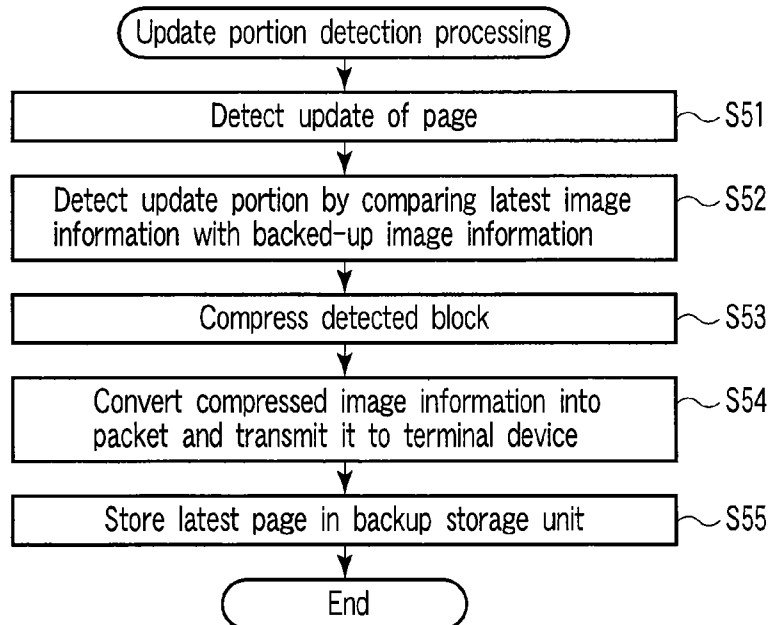 Update portion detection processing
Detect update of page
S51
Detect update portion by comparing latest image
information with backed-up image information
S52
Compress detected block
S53
Convert compressed image information into
packet and transmit it to terminal device
S54
Store latest page in backup storage unit
S55
End